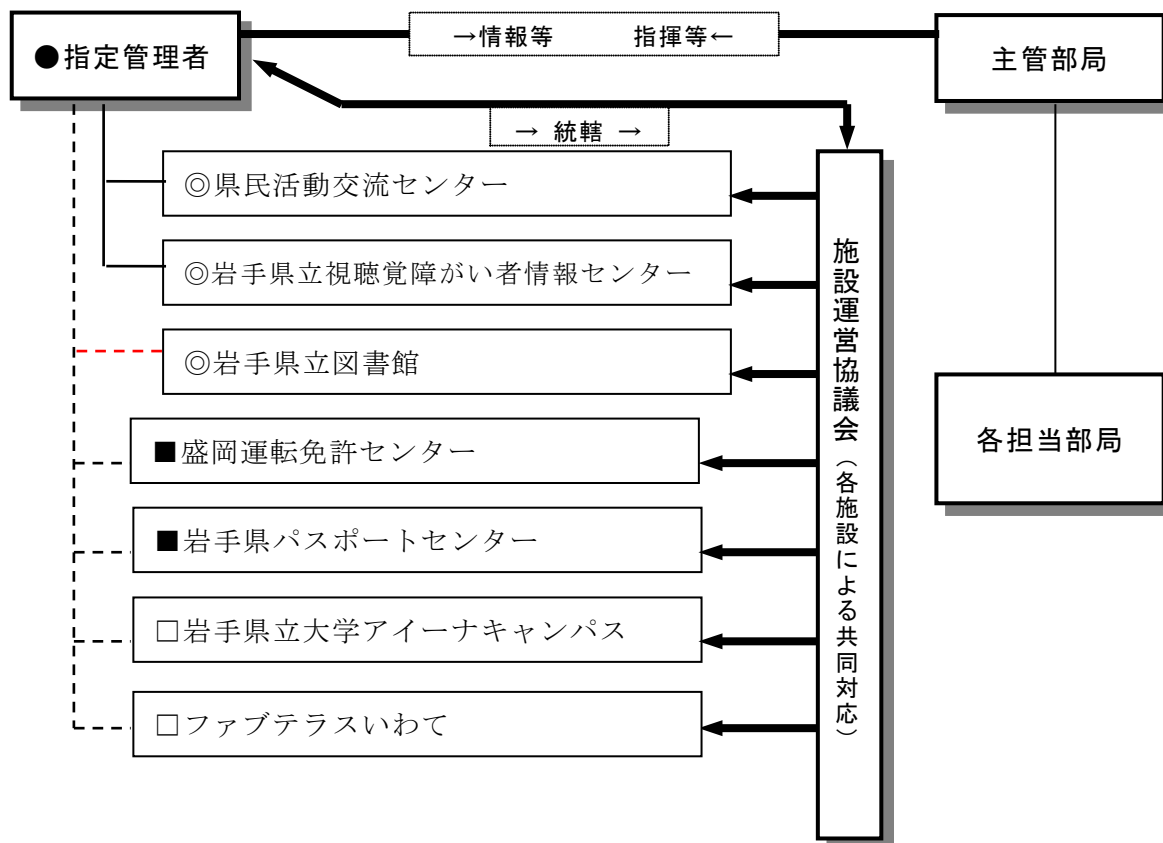 ●指定管理者
→情報等　　　指揮等←
主管部局
→ 統轄 →
◎県民活動交流センター
◎岩手県立視聴覚障がい者情報センター
◎岩手県立図書館
■盛岡運転免許センター
■岩手県パスポートセンター
□岩手県立大学アイーナキャンパス
□ファブテラスいわて
施設運営協議会（各施設による共同対応）
各担当部局